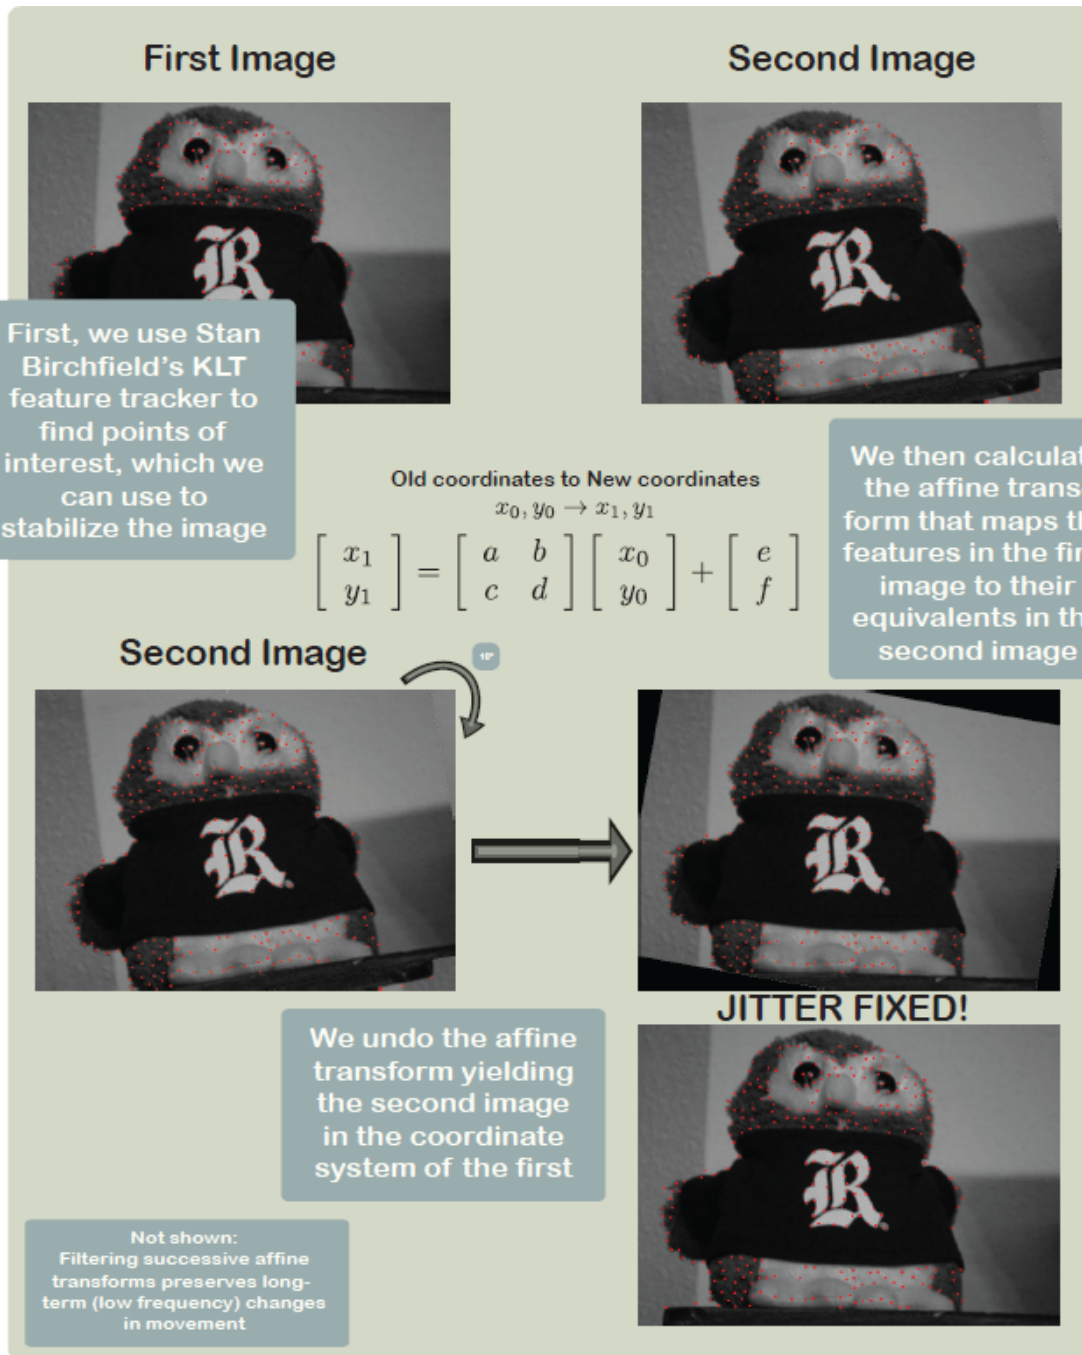 First Image
Second Image
First, we use Stan
Birchfield's KLT
feature tracker to
find points of
interest, which we
can use to
stabilize the image
Old coordinates to New coordinates
x₀, y₀ → x₁, y₁
[ x₁ ] = [ a b ] [ x₀ ] + [ e ]
[ y₁ ] [ c d ] [ y₀ ] [ f ]
We then calculat
the affine trans-
form that maps th
features in the fir
image to their
equivalents in th
second image
Second Image
10°
JITTER FIXED!
We undo the affine
transform yielding
the second image
in the coordinate
system of the first
Not shown:
Filtering successive affine
transforms preserves long-
term (low frequency) changes
in movement
R
R
R
R
R